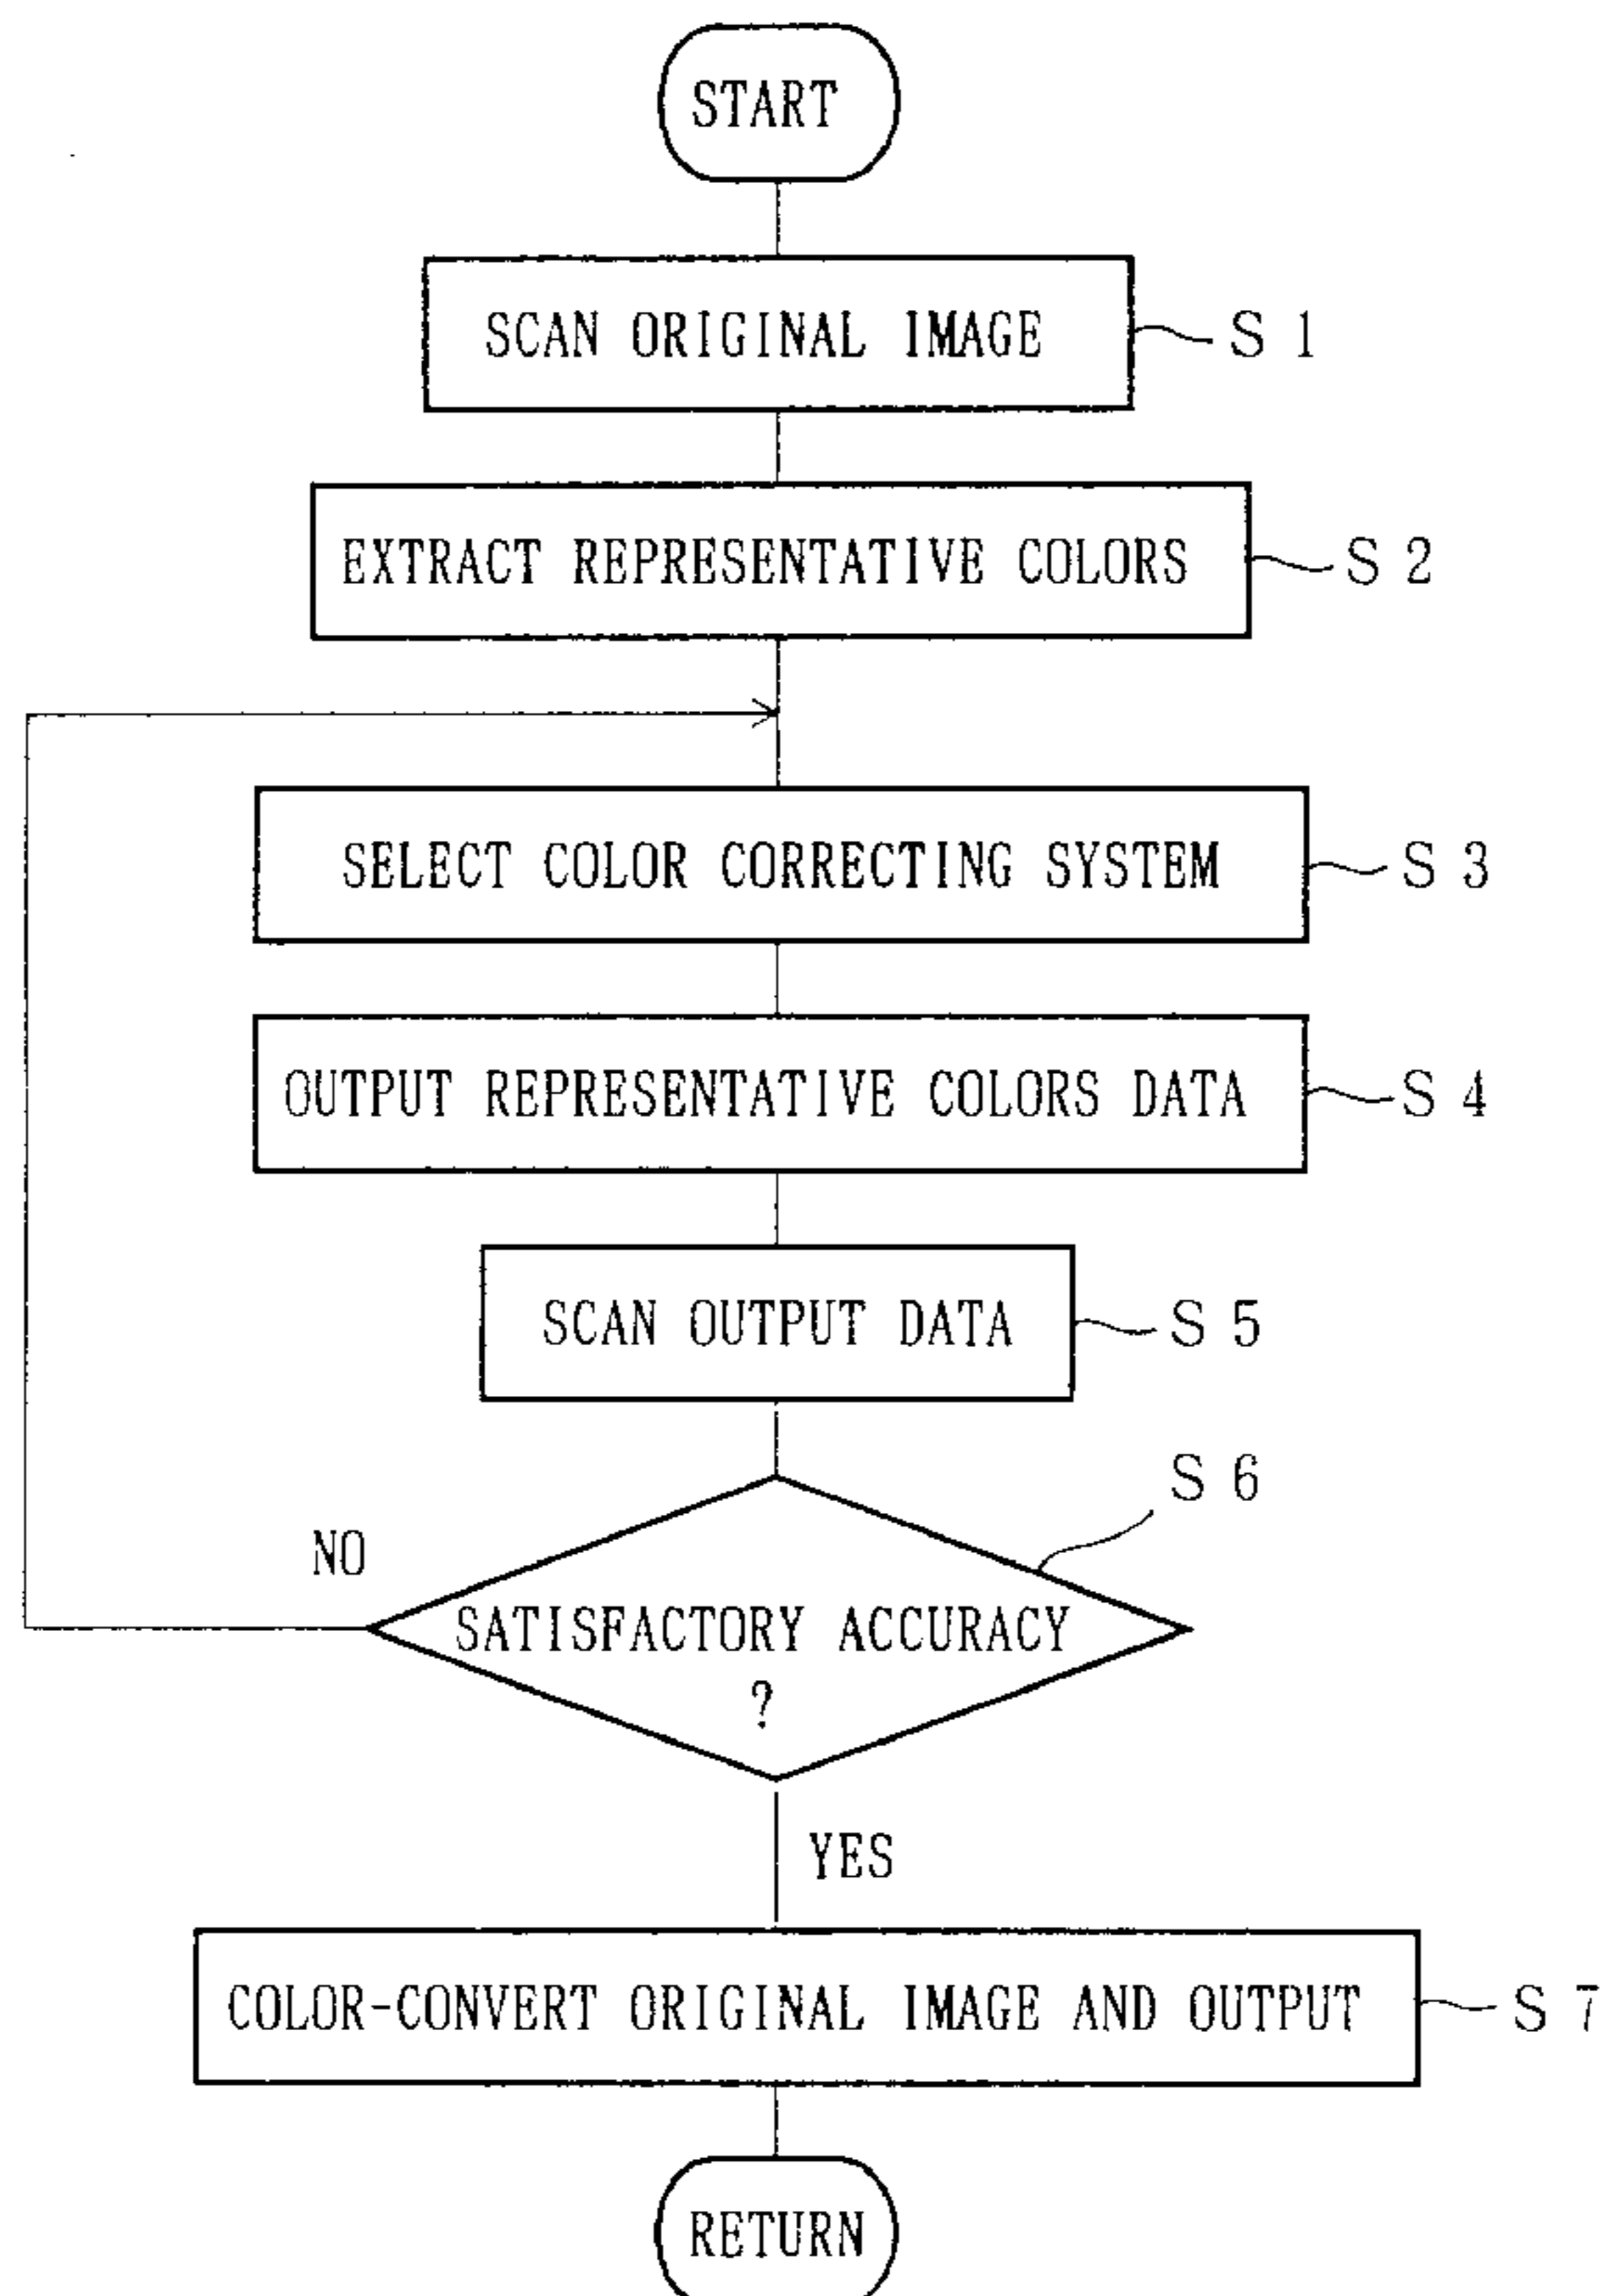 START
SCAN ORIGINAL IMAGE
S 1
EXTRACT REPRESENTATIVE COLORS
S 2
SELECT COLOR CORRECTING SYSTEM
S 3
OUTPUT REPRESENTATIVE COLORS DATA
S 4
SCAN OUTPUT DATA
S 5
S 6
NO
SATISFACTORY ACCURACY
?
YES
COLOR-CONVERT ORIGINAL IMAGE AND OUTPUT
S 7
RETURN